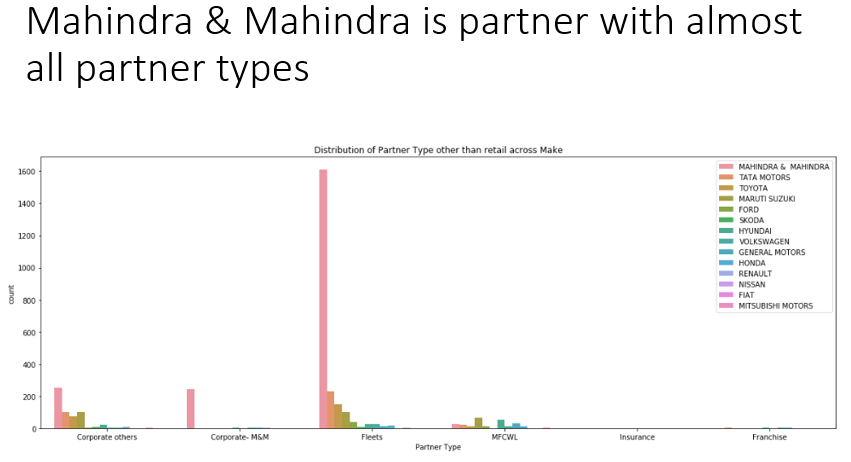 Mahindra & Mahindra is partner with almost
all partner types
Distribution of Partner Type other than retail across Make
1600
1400
1200
1000
800
600
400
200
0
count
Corporate others
Corporate- M&M
Fleets
MFCWL
Insurance
Franchise
Partner Type
MAHINDRA &  MAHINDRA
TATA MOTORS
TOYOTA
MARUTI SUZUKI
FORD
SKODA
HYUNDAI
VOLKSWAGEN
GENERAL MOTORS
HONDA
RENAULT
NISSAN
FIAT
MITSUBISHI MOTORS